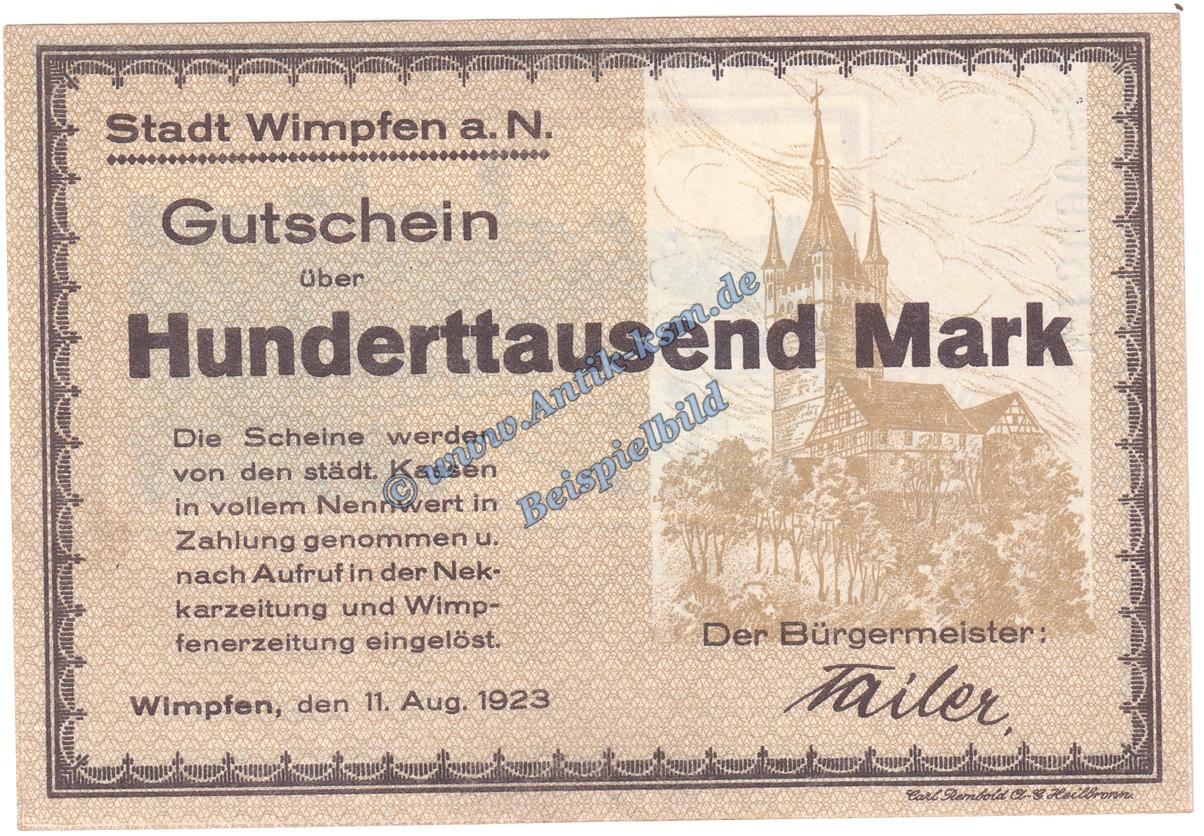 Stadt Wimpfen a. N.
Gutschein
über
Hunderttausend Mark
Die Scheine werden
von den städt. Kassen
in vollem Nennwert in
Zahlung genommen u.
nach Aufruf in der Nek-
karzeitung und Wimp-
fenerzeitung eingelöst.
Wimpfen, den 11. Aug. 1923
Der Bürgermeister:
Sailer,
Carl Rembold A-G Heilbronn.
© www.Antik-ksm.de
Beispielbild